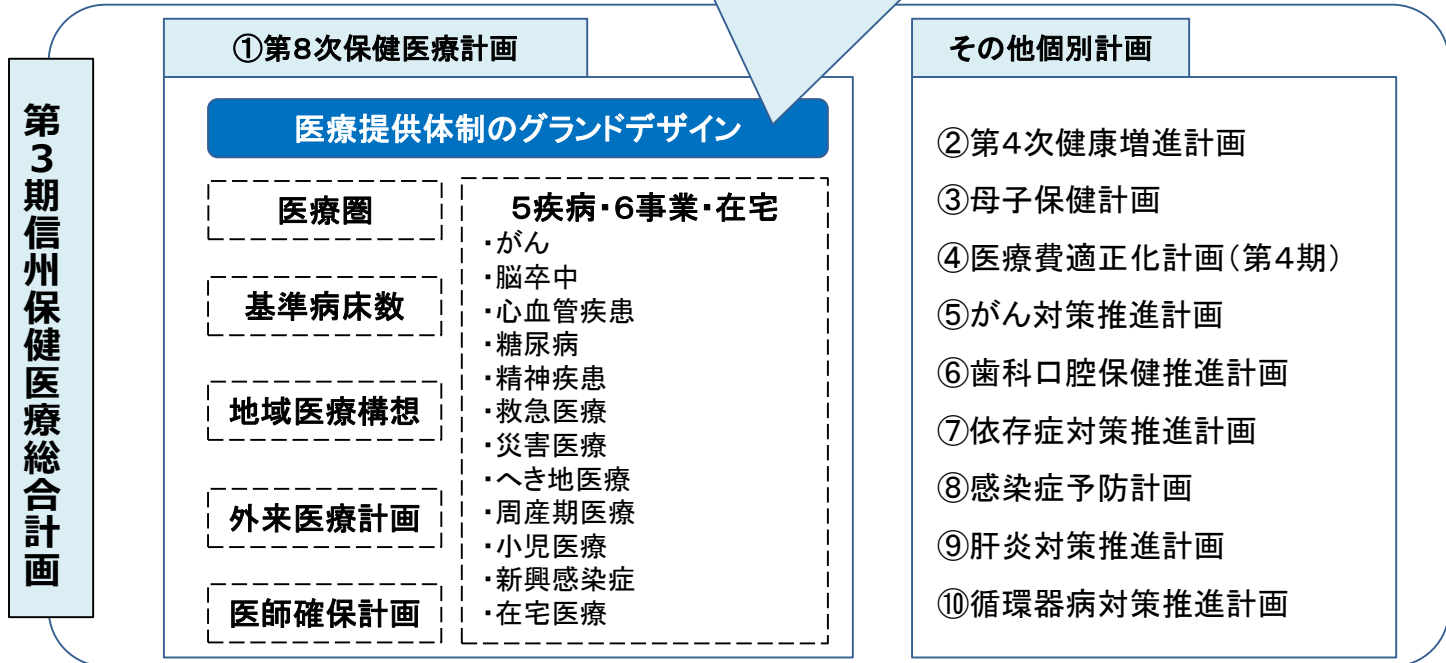 第3期信州保健医療総合計画
①第8次保健医療計画
医療提供体制のグランドデザイン
医療圏
基準病床数
地域医療構想
外来医療計画
医師確保計画
5疾病・6事業・在宅
・がん
・脳卒中
・心血管疾患
・糖尿病
・精神疾患
・救急医療
・災害医療
・へき地医療
・周産期医療
・小児医療
・新興感染症
・在宅医療
その他個別計画
②第4次健康増進計画
③母子保健計画
④医療費適正化計画(第4期)
⑤がん対策推進計画
⑥歯科口腔保健推進計画
⑦依存症対策推進計画
⑧感染症予防計画
⑨肝炎対策推進計画
⑩循環器病対策推進計画